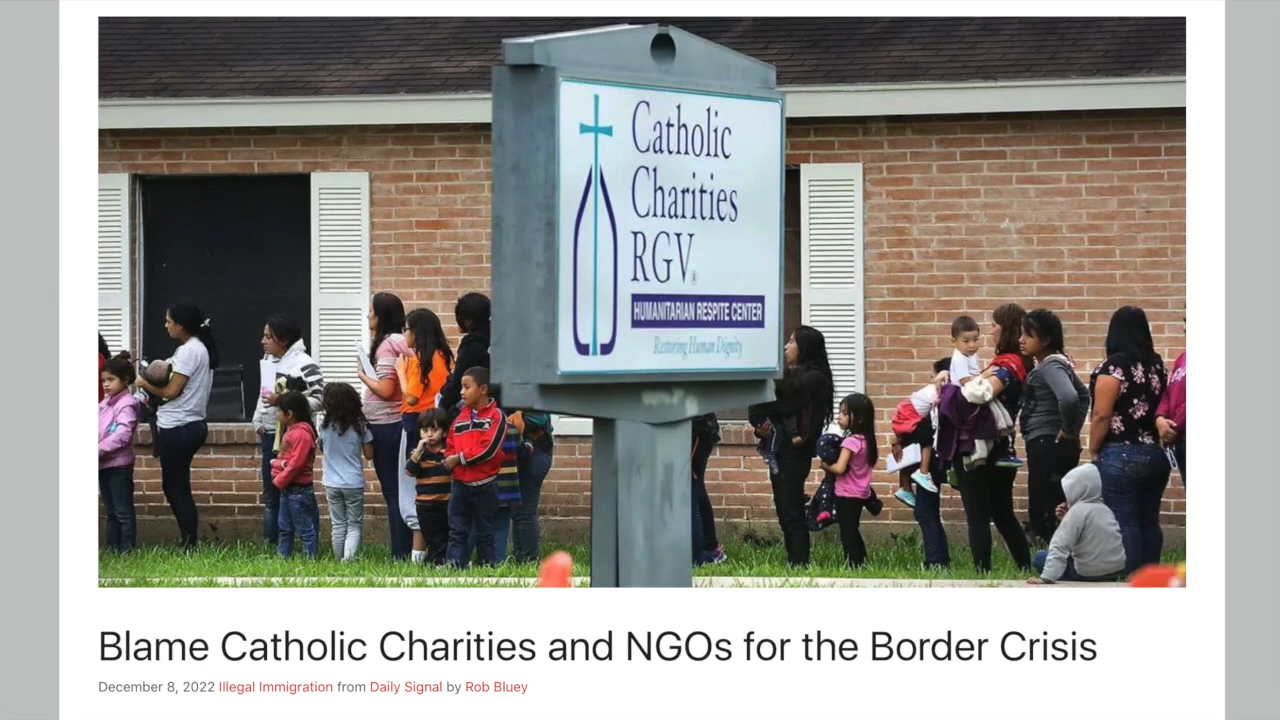 Catholic
Charities
RGV®
HUMANITARIAN RESPITE CENTER
Restoring Human Dignity
Blame Catholic Charities and NGOs for the Border Crisis
December 8, 2022 Illegal Immigration from Daily Signal by Rob Bluey